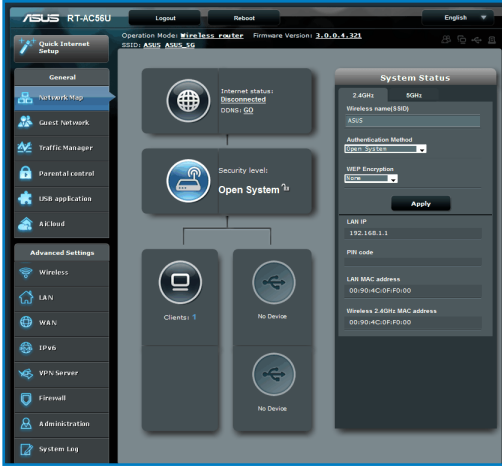 ASUS RT-AC56U
Logout
Reboot
English
Operation Mode: Wireless router Firmware Version: 3.0.0.4.321
SSID: ASUS ASUS_5G
Quick Internet
Setup
General
Network Map
Guest Network
Traffic Manager
Parental control
USB application
AiCloud
Advanced Settings
Wireless
LAN
WAN
IPv6
VPN Server
Firewall
Administration
System Log
Internet status:
Disconnected
DDNS: GO
Security level:
Open System
Clients: 1
No Device
No Device
System Status
2.4GHz 5GHz
Wireless name(SSID)
ASUS
Authentication Method
Open System
WEP Encryption
None
Apply
LAN IP
192.168.1.1
PIN code
LAN MAC address
00:90:4C:0F:F0:00
Wireless 2.4GHz MAC address
00:90:4C:0F:F0:00